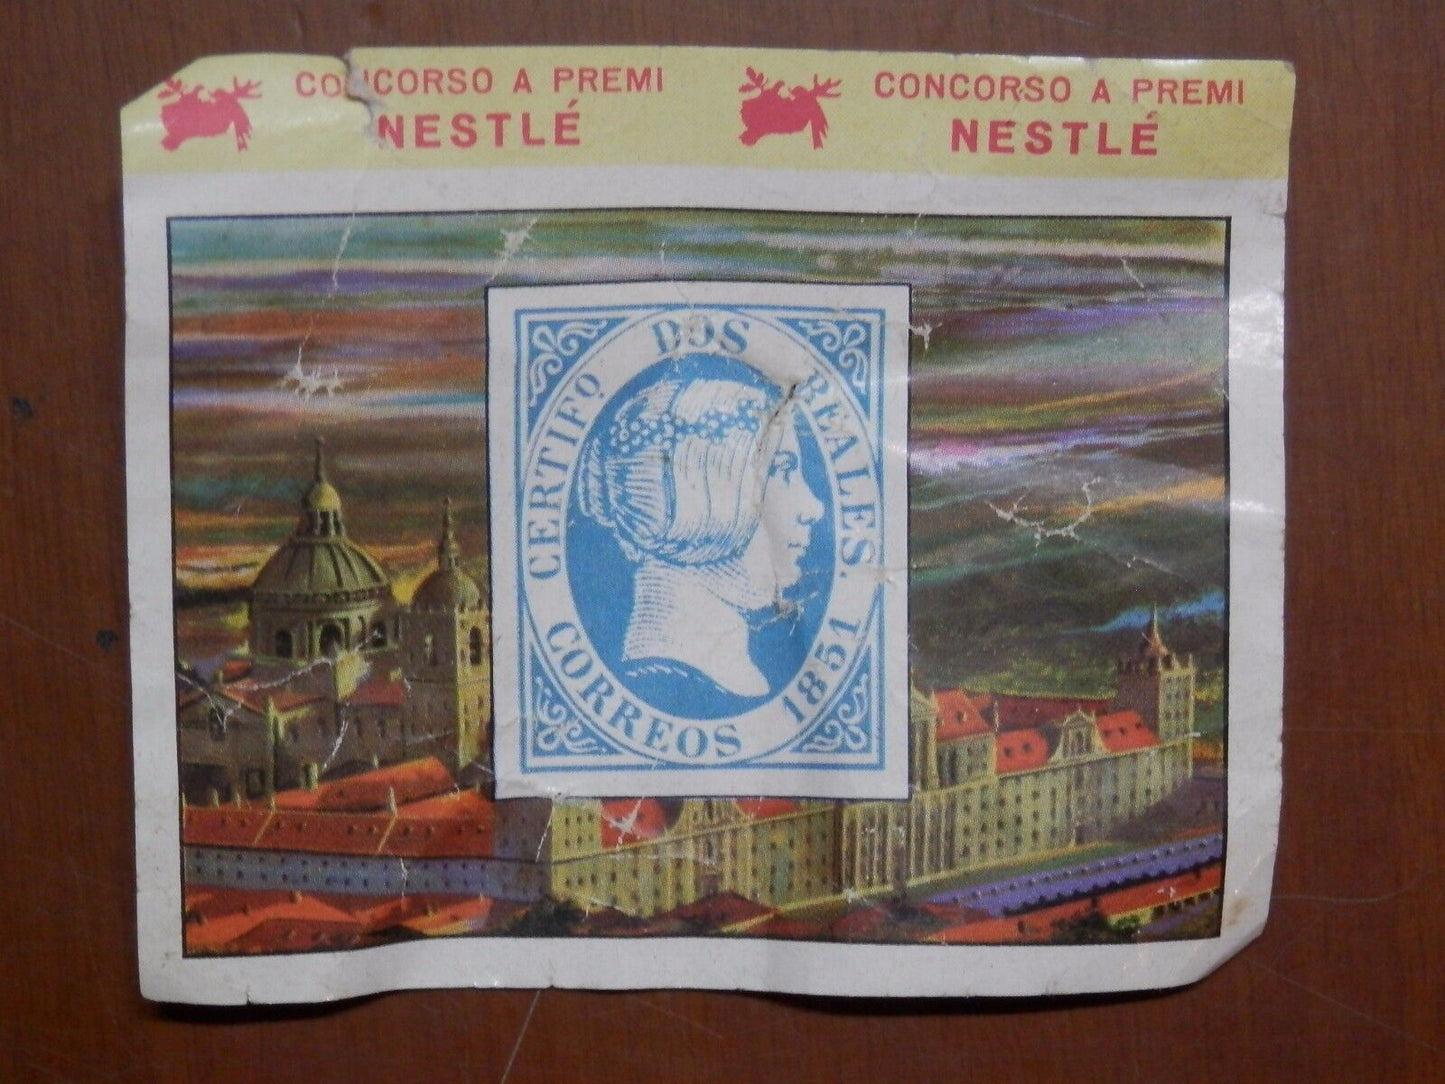 CONCORSO A PREMI
NESTLÉ
CONCORSO A PREMI
NESTLÉ
CERTIFO DOS REALES.
CORREOS 1851